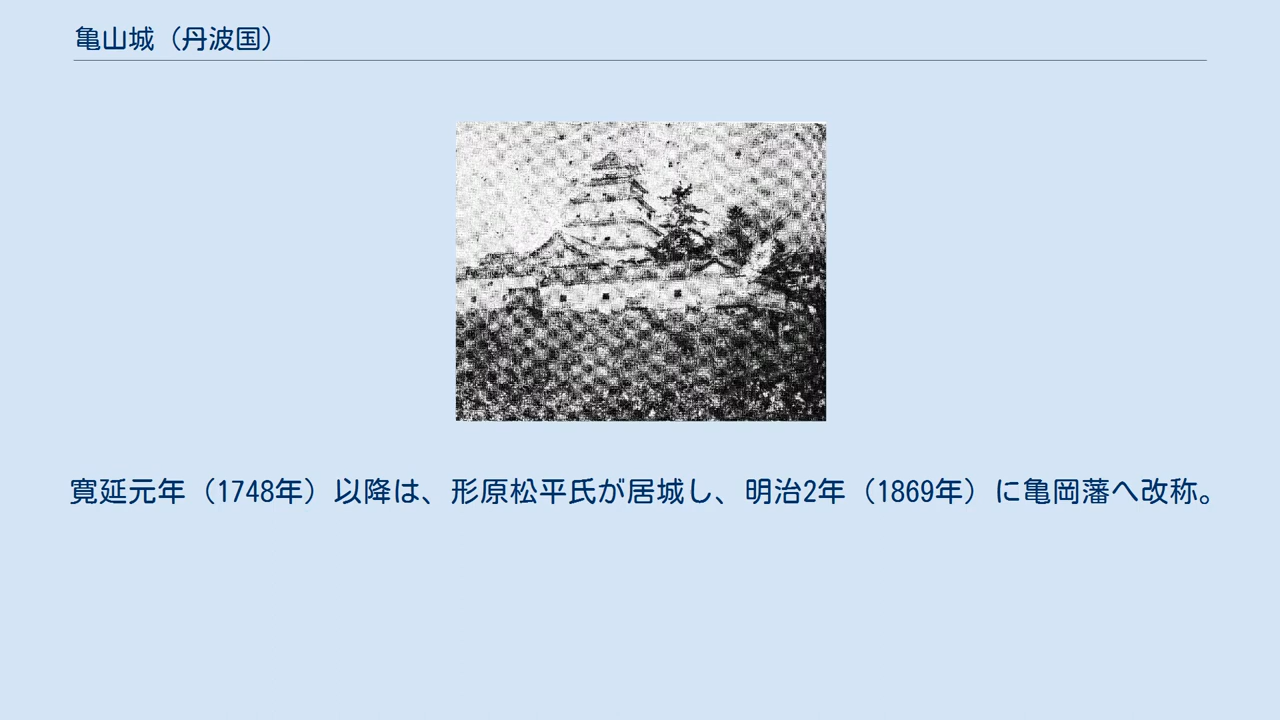 亀山城（丹波国）
寛延元年（1748年）以降は、形原松平氏が居城し、明治2年（1869年）に亀岡藩へ改称。